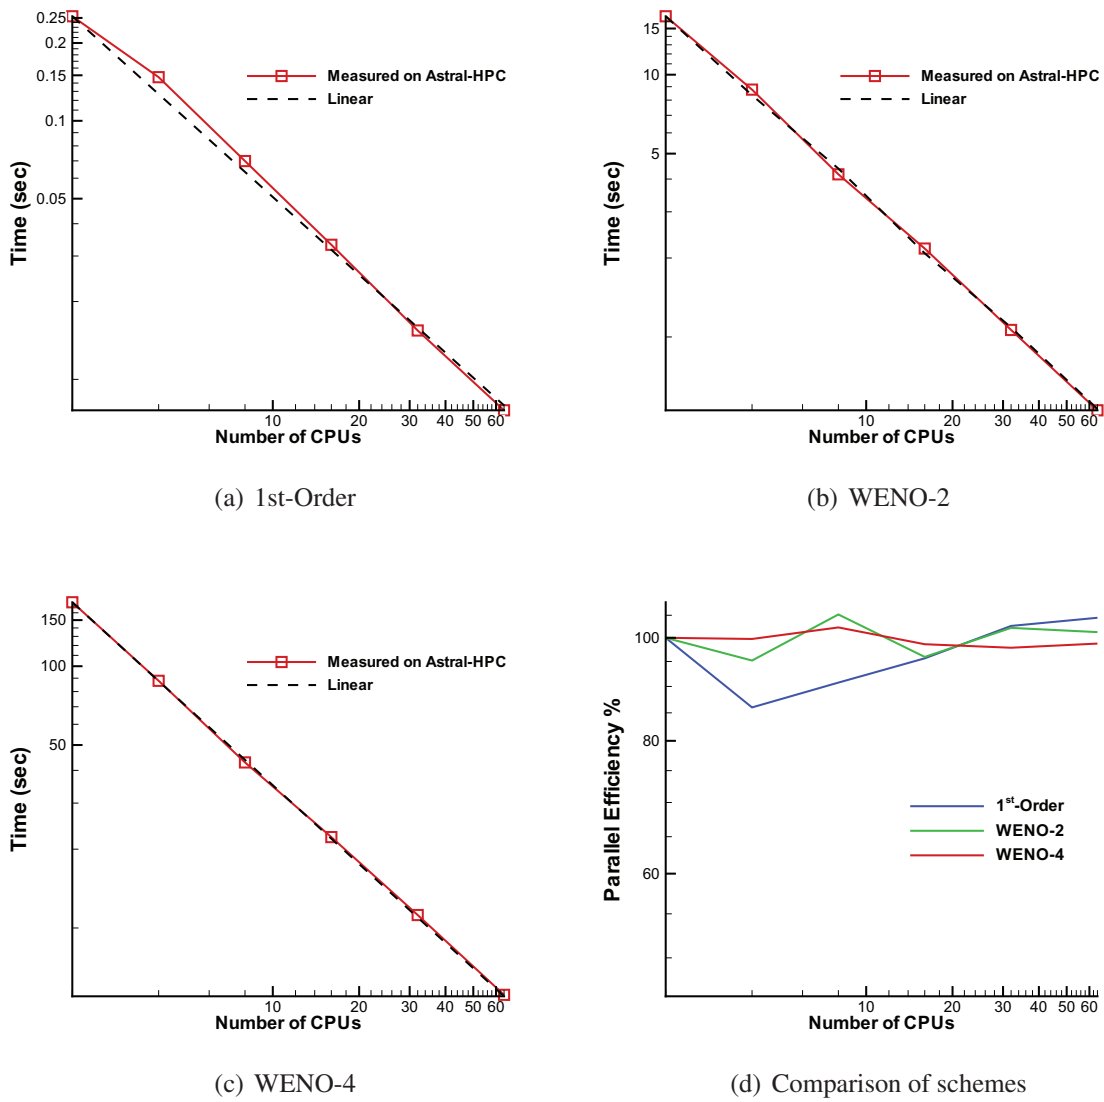 0.25
0.2
0.15
0.1
0.05
Time (sec)
Measured on Astral-HPC
Linear
10 20 30 40 50 60
Number of CPUs
(a) 1st-Order
15
10
5
Time (sec)
Measured on Astral-HPC
Linear
10 20 30 40 50 60
Number of CPUs
(b) WENO-2
150
100
50
Time (sec)
Measured on Astral-HPC
Linear
10 20 30 40 50 60
Number of CPUs
(c) WENO-4
100
80
60
Parallel Efficiency %
1st-Order
WENO-2
WENO-4
10 20 30 40 50 60
Number of CPUs
(d) Comparison of schemes